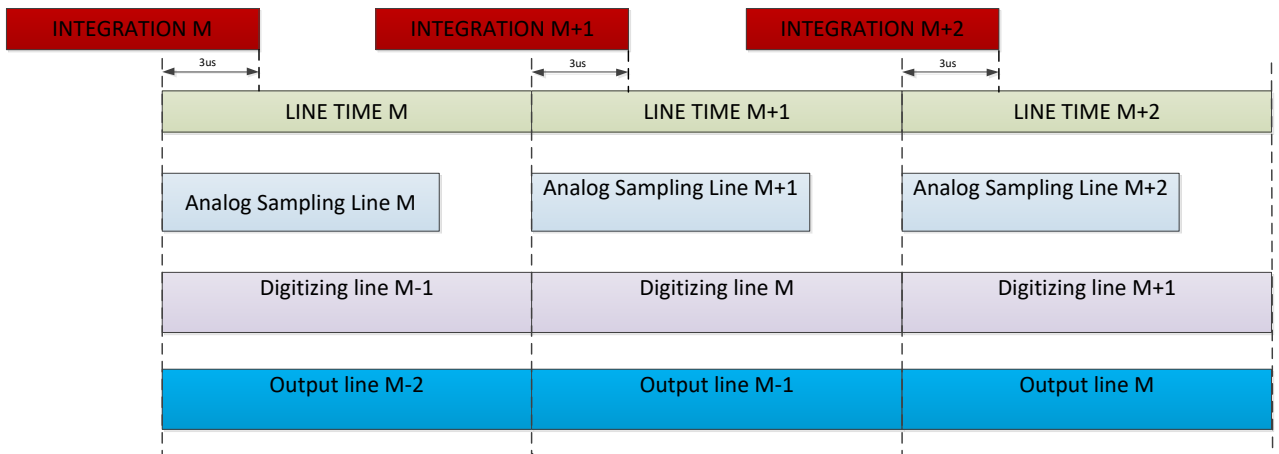 INTEGRATION M INTEGRATION M+1 INTEGRATION M+2
3us 3us 3us
LINE TIME M LINE TIME M+1 LINE TIME M+2
Analog Sampling Line M Analog Sampling Line M+1 Analog Sampling Line M+2
Digitizing line M-1 Digitizing line M Digitizing line M+1
Output line M-2 Output line M-1 Output line M